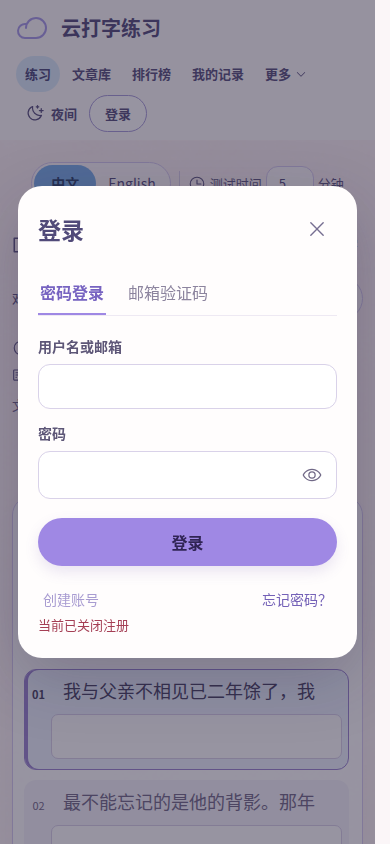 云打字练习
练习 文章库 排行榜 我的记录 更多
夜间 登录
中文 English 测试时间 5 分钟
登录
密码登录 邮箱验证码
用户名或邮箱
密码
登录
创建账号 忘记密码?
当前已关闭注册
01 我与父亲不相见已二年馀了，我
02 最不能忘记的是他的背影。那年